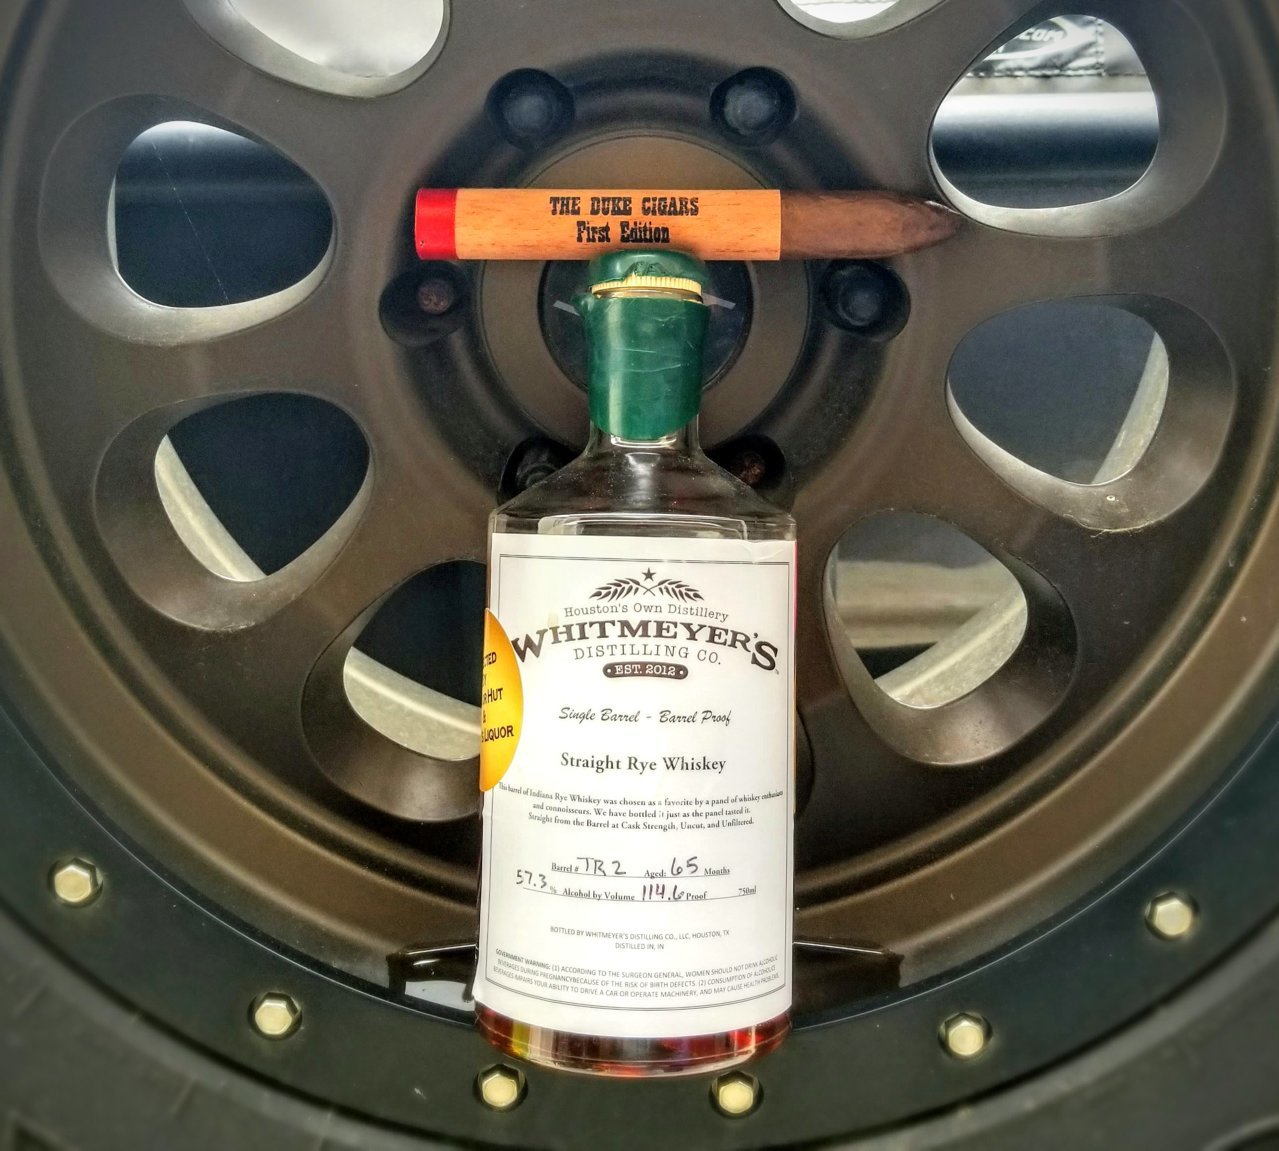 .com
THE DUKE CIGARS
First Edition
Houston's Own Distillery
WHITMEYER'S
DISTILLING CO.
EST. 2012
Single Barrel - Barrel Proof
Straight Rye Whiskey
This barrel of Indiana Rye Whiskey was chosen as a favorite by a panel of whiskey enthusiasts
and connoisseurs. We have bottled it just as the panel tasted it.
Straight from the Barrel at Cask Strength, Uncut, and Unfiltered.
Barrel # TR 2 Aged: 65 Months
57.3 % Alcohol by Volume 114.6 Proof 750ml
BOTTLED BY WHITMEYER'S DISTILLING CO., LLC, HOUSTON, TX
DISTILLED IN, IN
GOVERNMENT WARNING: (1) ACCORDING TO THE SURGEON GENERAL, WOMEN SHOULD NOT DRINK ALCOHOLIC
BEVERAGES DURING PREGNANCYBECAUSE OF THE RISK OF BIRTH DEFECTS. (2) CONSUMPTION OF ALCOHOLIC
BEVERAGES IMPAIRS YOUR ABILITY TO DRIVE A CAR OR OPERATE MACHINERY, AND MAY CAUSE HEALTH PROBLEMS.
HUT
&
LIQUOR